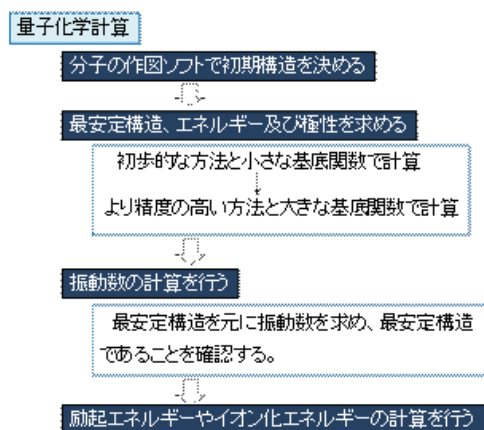 量子化学計算
分子の作図ソフトで初期構造を決める
最安定構造、エネルギー及び極性を求める
初歩的な方法と小さな基底関数で計算
より精度の高い方法と大きな基底関数で計算
振動数の計算を行う
最安定構造を元に振動数を求め、最安定構造
であることを確認する。
励起エネルギーやイオン化エネルギーの計算を行う